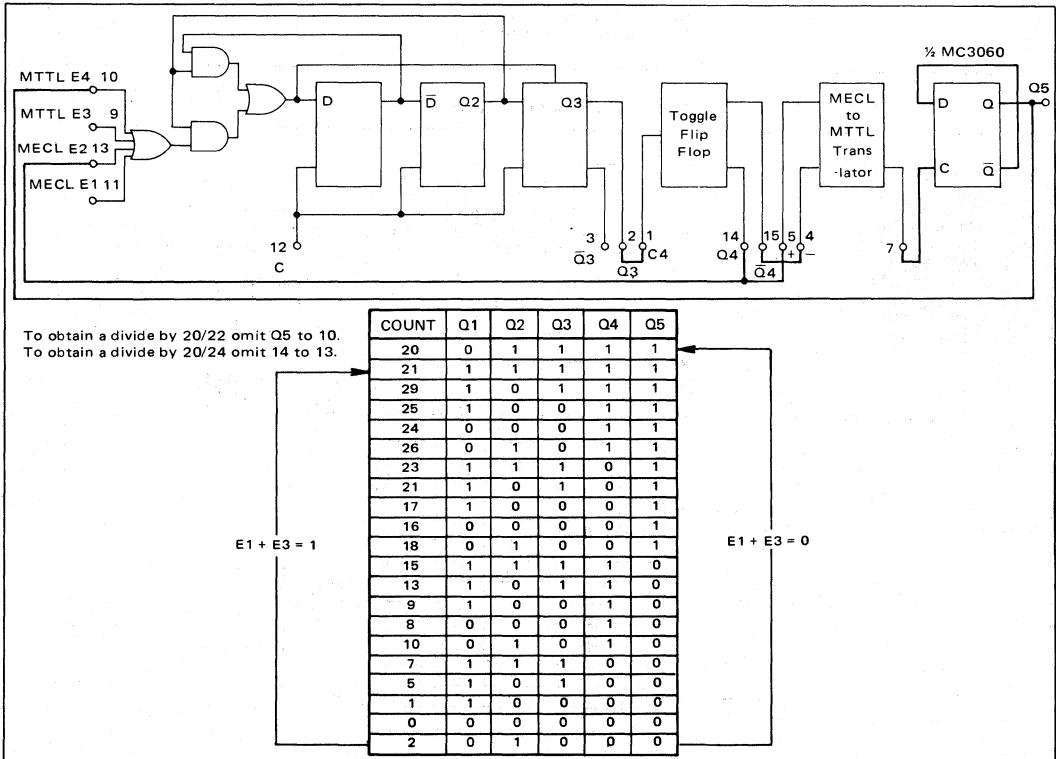 ½ MC3060
MTTL E4 10
MTTL E3 9
MECL E2 13
MECL E1 11
D
D̅ Q2
Q3
Toggle
Flip
Flop
MECL
to
MTTL
Trans
-lator
D Q
C Q̅
Q5
12
C
3
Q̅3
2
Q3
1
C4
14
Q4
15
Q̅4
5
+
4
−
7
To obtain a divide by 20/22 omit Q5 to 10.
To obtain a divide by 20/24 omit 14 to 13.
COUNT Q1 Q2 Q3 Q4 Q5
20 0 1 1 1 1
21 1 1 1 1 1
29 1 0 1 1 1
25 1 0 0 1 1
24 0 0 0 1 1
26 0 1 0 1 1
23 1 1 1 0 1
21 1 0 1 0 1
17 1 0 0 0 1
16 0 0 0 0 1
18 0 1 0 0 1
15 1 1 1 1 0
13 1 0 1 1 0
9 1 0 0 1 0
8 0 0 0 1 0
10 0 1 0 1 0
7 1 1 1 0 0
5 1 0 1 0 0
1 1 0 0 0 0
0 0 0 0 0 0
2 0 1 0 0 0
E1 + E3 = 1
E1 + E3 = 0